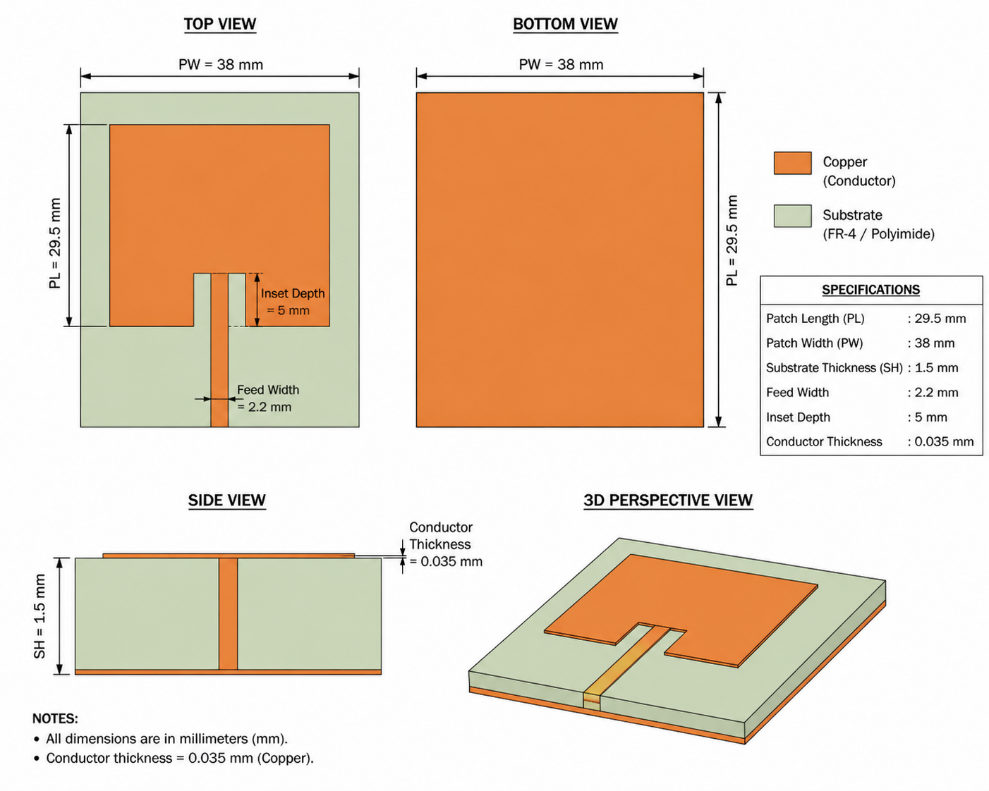 TOP VIEW
PW = 38 mm
PL = 29.5 mm
Inset Depth
= 5 mm
Feed Width
= 2.2 mm
BOTTOM VIEW
PW = 38 mm
PL = 29.5 mm
Copper
(Conductor)
Substrate
(FR-4 / Polyimide)
SPECIFICATIONS
Patch Length (PL) : 29.5 mm
Patch Width (PW) : 38 mm
Substrate Thickness (SH) : 1.5 mm
Feed Width : 2.2 mm
Inset Depth : 5 mm
Conductor Thickness : 0.035 mm
SIDE VIEW
Conductor
Thickness
= 0.035 mm
SH = 1.5 mm
3D PERSPECTIVE VIEW
NOTES:
• All dimensions are in millimeters (mm).
• Conductor thickness = 0.035 mm (Copper).